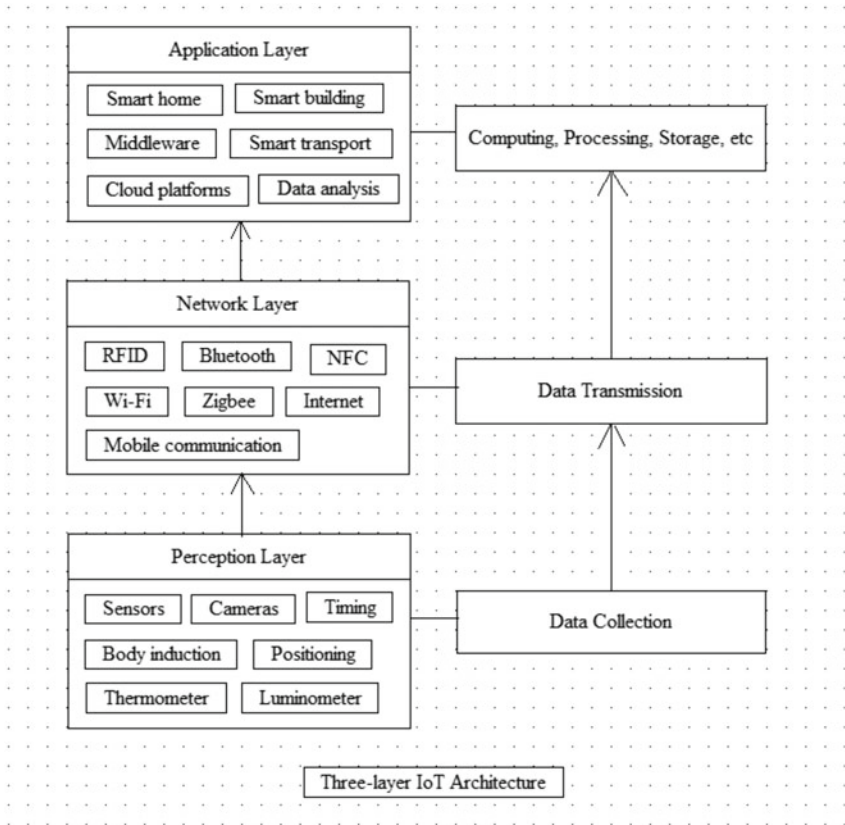 Application Layer
Smart home
Smart building
Middleware
Smart transport
Cloud platforms
Data analysis
Computing, Processing, Storage, etc
Network Layer
RFID
Bluetooth
NFC
Wi-Fi
Zigbee
Internet
Mobile communication
Data Transmission
Perception Layer
Sensors
Cameras
Timing
Body induction
Positioning
Thermometer
Luminometer
Data Collection
Three-layer IoT Architecture